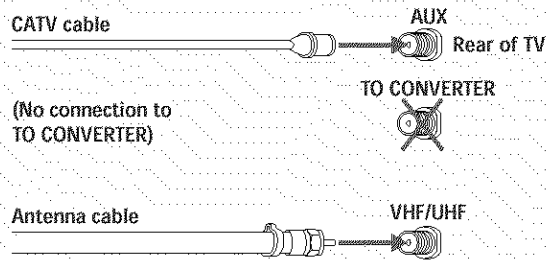 CATV cable
AUX
Rear of TV
TO CONVERTER
(No connection to
TO CONVERTER)
Antenna cable
VHF/UHF